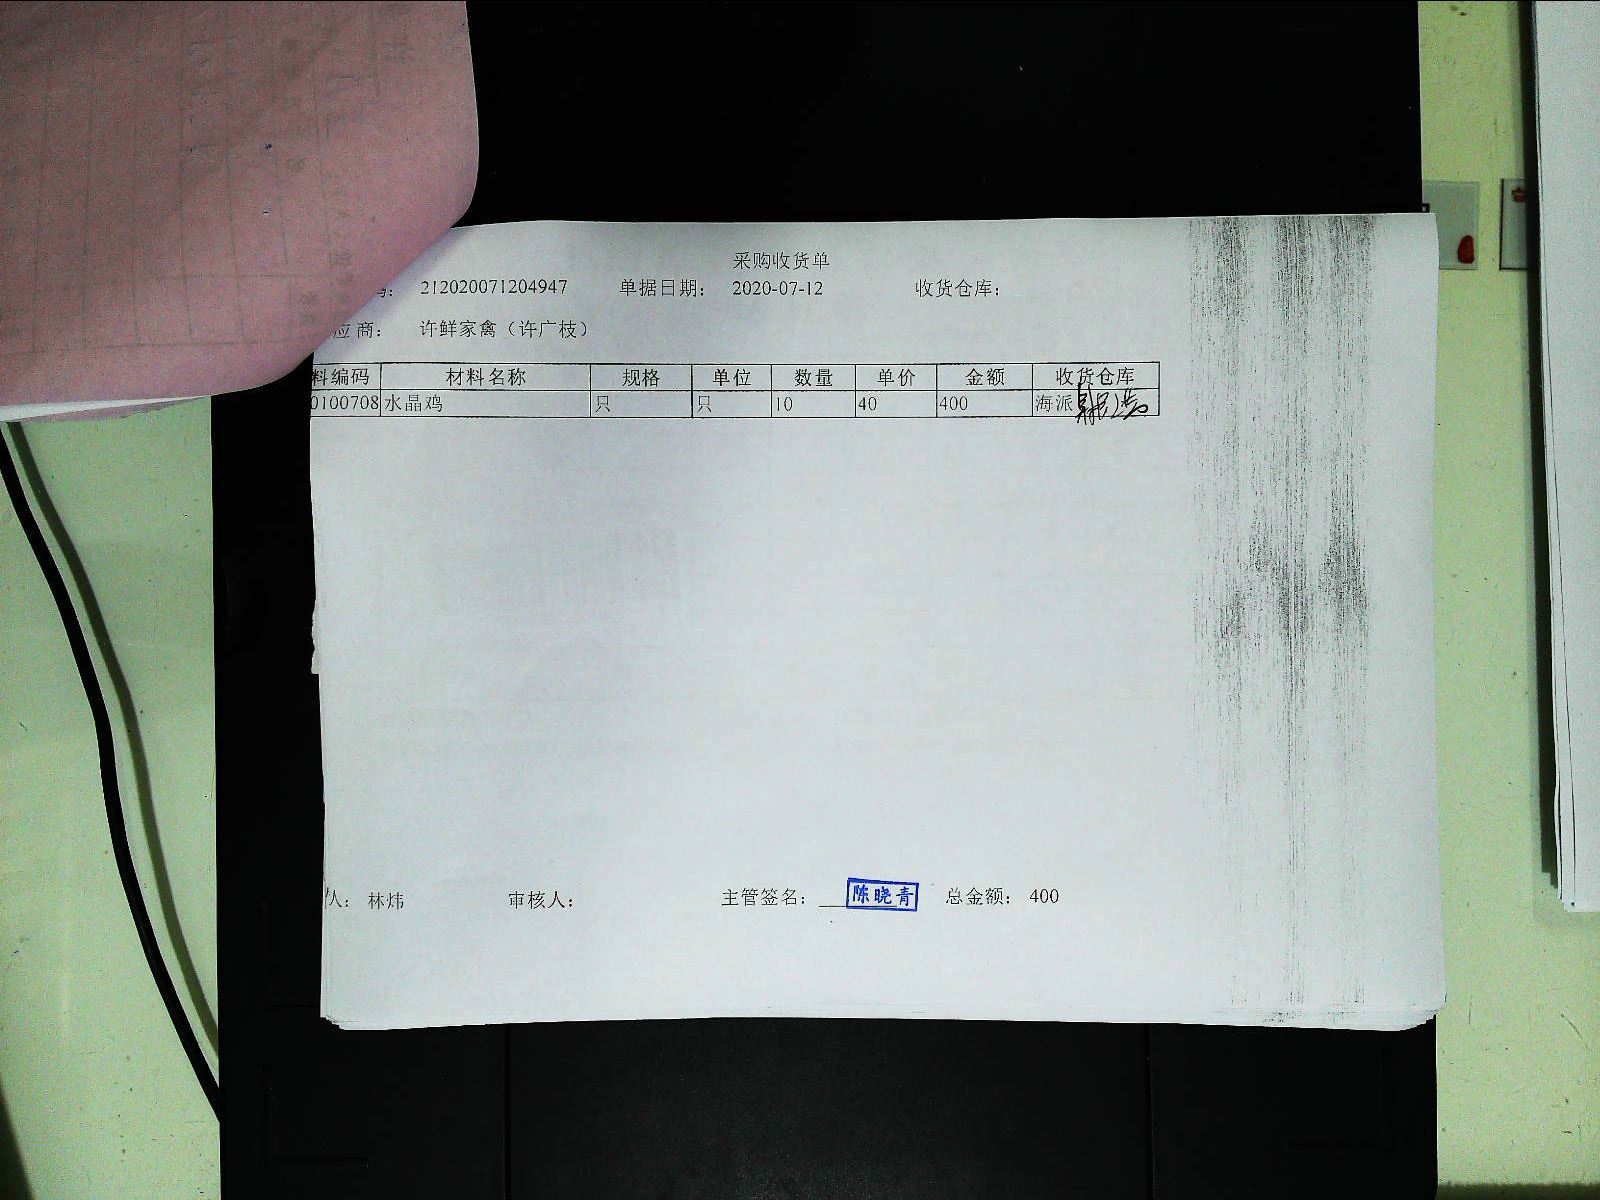 采购收货单
码： 212020071204947 单据日期： 2020-07-12 收货仓库：
应商： 许鲜家禽（许广枝）
料编码 材料名称 规格 单位 数量 单价 金额 收货仓库
0100708 水晶鸡 只 只 10 40 400 海派
人： 林炜 审核人： 主管签名： 陈晓青 总金额： 400